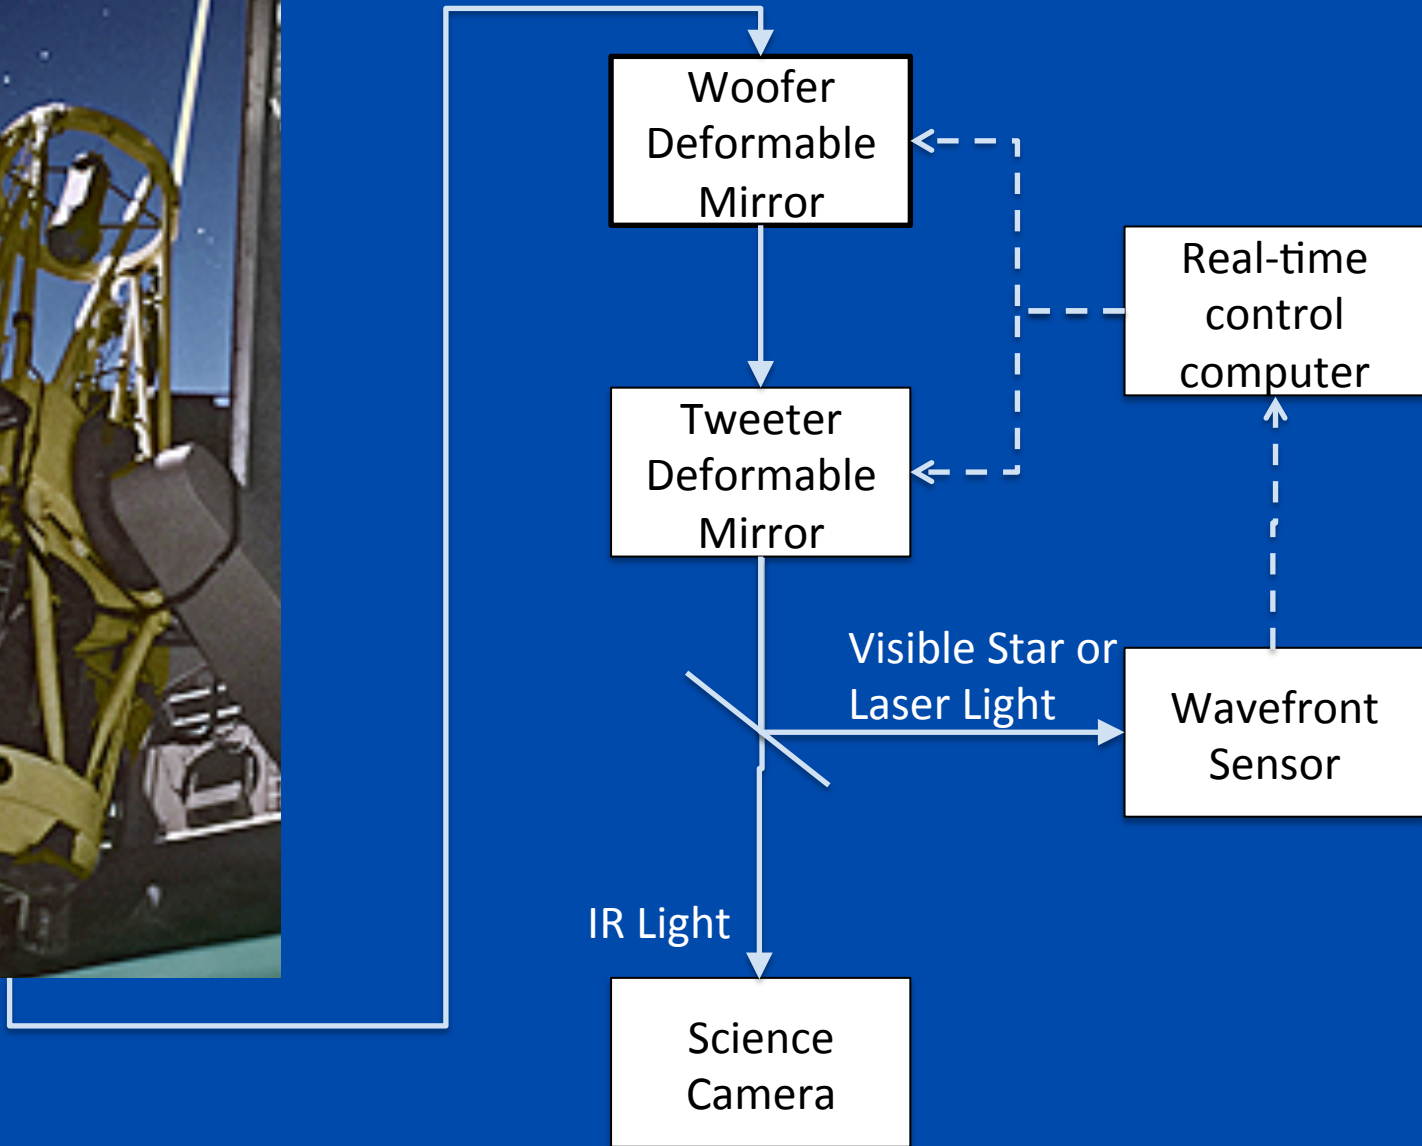 Woofer
Deformable
Mirror
Real-time
control
computer
Tweeter
Deformable
Mirror
Visible Star or
Laser Light
Wavefront
Sensor
IR Light
Science
Camera